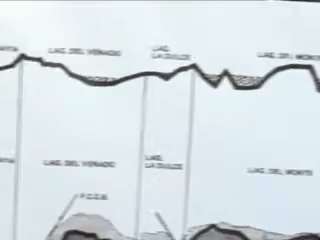 LAG. DEL VENADO
LAG.
LA DULCE
LAG. DEL MONTE
LAG. DEL VENADO
LAG.
LA DULCE
LAG. DEL MONTE